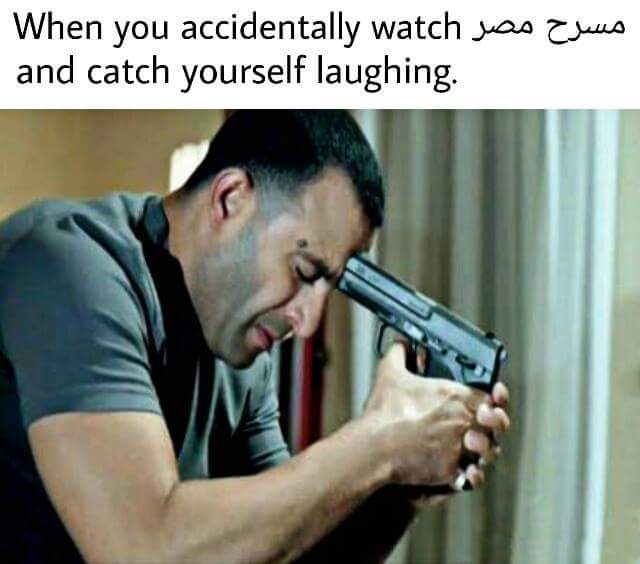 When you accidentally watch مسرح مصر
and catch yourself laughing.